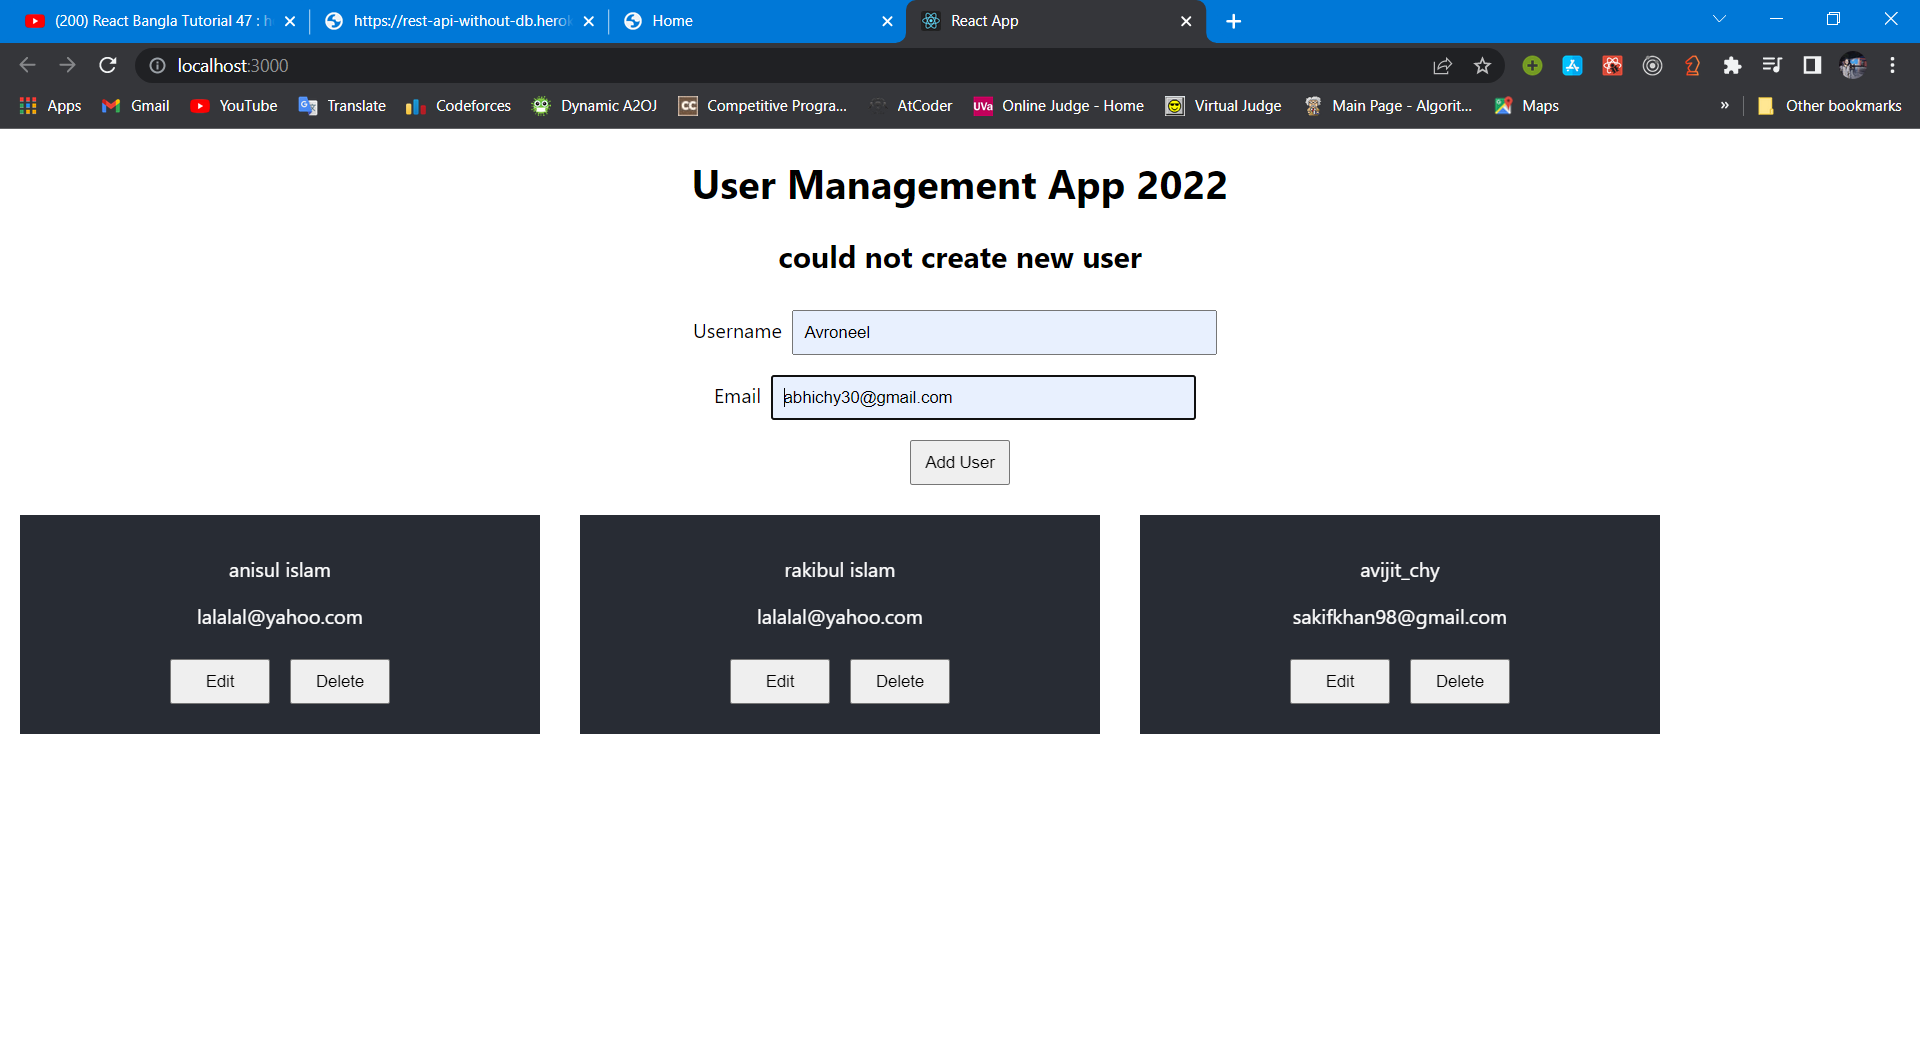 (200) React Bangla Tutorial 47 : h
https://rest-api-without-db.herok
Home
React App
localhost:3000
Apps
Gmail
YouTube
Translate
Codeforces
Dynamic A2OJ
CC
Competitive Progra...
AtCoder
UVa
Online Judge - Home
Virtual Judge
Main Page - Algorit...
Maps
»
Other bookmarks
User Management App 2022
could not create new user
Username
Avroneel
Email
abhichy30@gmail.com
Add User
anisul islam
lalalal@yahoo.com
Edit
Delete
rakibul islam
lalalal@yahoo.com
Edit
Delete
avijit_chy
sakifkhan98@gmail.com
Edit
Delete